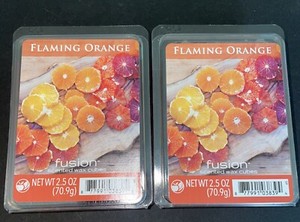 FLAMING ORANGE
fusion
scented wax cubes
NET WT 2.5 OZ
(70.9g)
FLAMING ORANGE
fusion
scented wax cubes
NET WT 2.5 OZ
(70.9g)